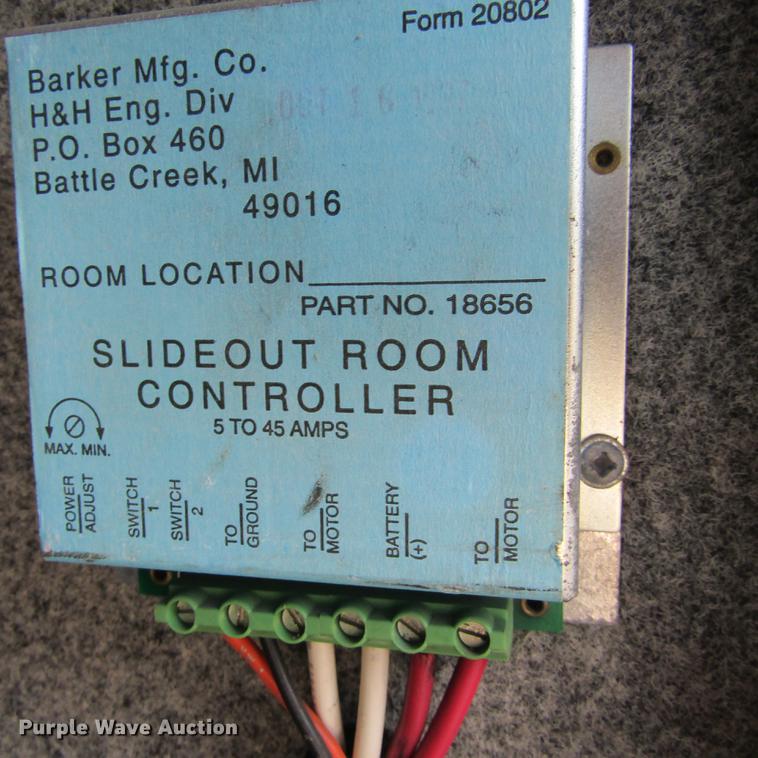 Form 20802
Barker Mfg. Co.
H&H Eng. Div
P.O. Box 460
Battle Creek, MI
49016
OCT 16
ROOM LOCATION
PART NO. 18656
SLIDEOUT ROOM
CONTROLLER
5 TO 45 AMPS
MAX. MIN.
POWER
ADJUST
SWITCH
1
SWITCH
2
TO
GROUND
TO
MOTOR
BATTERY
(+)
TO
MOTOR
Purple Wave Auction